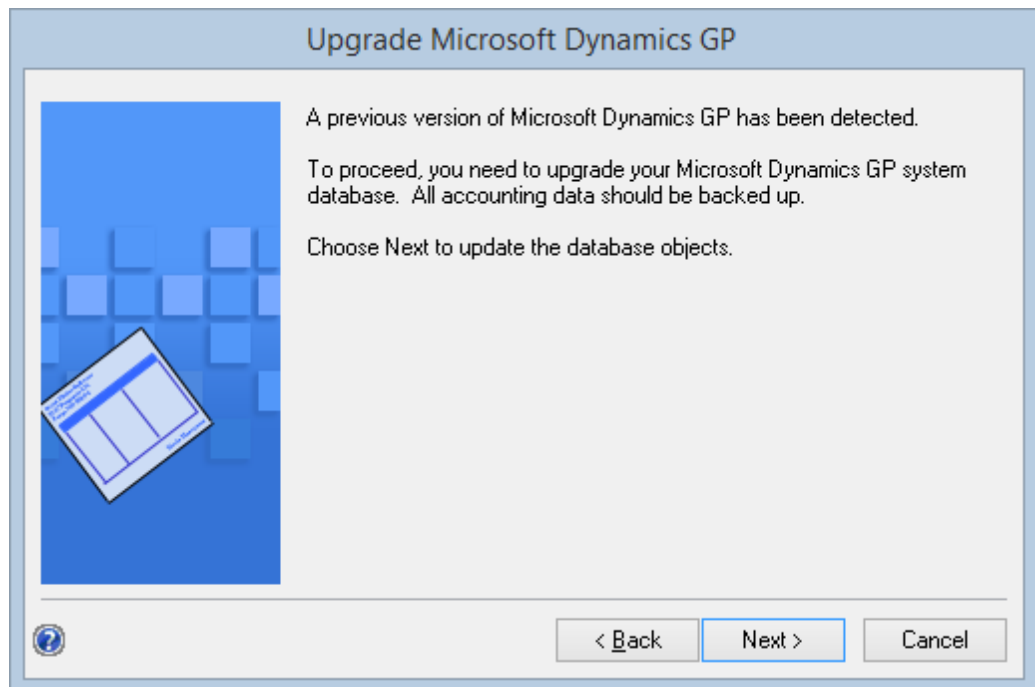 Upgrade Microsoft Dynamics GP
A previous version of Microsoft Dynamics GP has been detected.
To proceed, you need to upgrade your Microsoft Dynamics GP system
database.  All accounting data should be backed up.
Choose Next to update the database objects.
< Back
Next >
Cancel